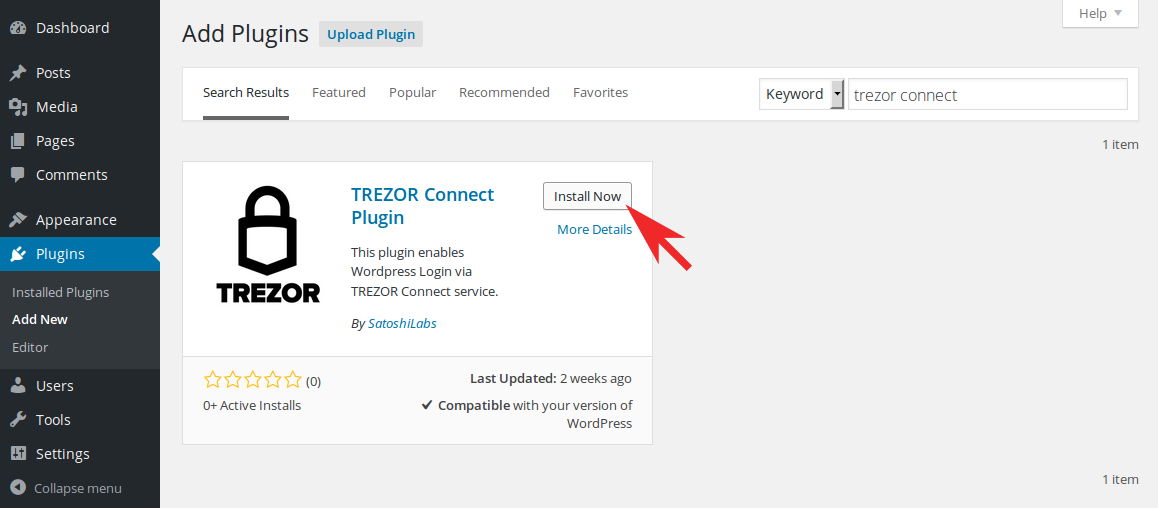 Dashboard
Posts
Media
Pages
Comments
Appearance
Plugins
Installed Plugins
Add New
Editor
Users
Tools
Settings
Collapse menu
Help
Add Plugins Upload Plugin
Search Results Featured Popular Recommended Favorites Keyword trezor connect
1 item
TREZOR
TREZOR Connect
Plugin
This plugin enables
Wordpress Login via
TREZOR Connect service.
By SatoshiLabs
Install Now
More Details
(0)
0+ Active Installs
Last Updated: 2 weeks ago
Compatible with your version of
WordPress
1 item